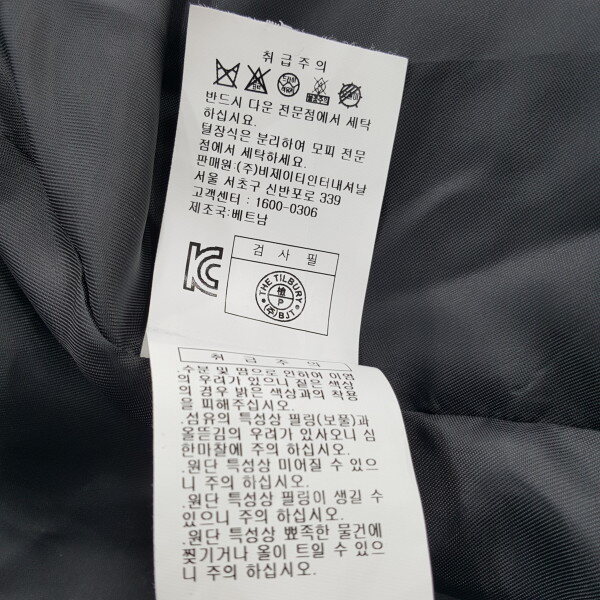 취급주의
반드시 다운 전문점에서 세탁
하십시요.
털장식은 분리하여 모피 전문
점에서 세탁하세요.
판매원:(주)비제이티인터내셔날
서울 서초구 신반포로 339
고객센터 : 1600-0306
제조국:베트남
검 사 필
THE TILBURY
P
(주)BJT
취 급 주 의
.수분 및 땀으로 인하여 이염
의 우려가 있으니 짙은 색상
의 경우 밝은 색상과의 착용
을 피해주십시오.
.섬유의 특성상 필링(보풀)과
올뜯김의 우려가 있사오니 심
한마찰에 주의 하십시오.
.원단 특성상 미어질 수 있으
니 주의 하십시오.
.원단 특성상 필링이 생길 수
있으니 주의 하십시오.
.원단 특성상 뾰족한 물건에
찢기거나 올이 트일 수 있으
니 주의 하십시오.